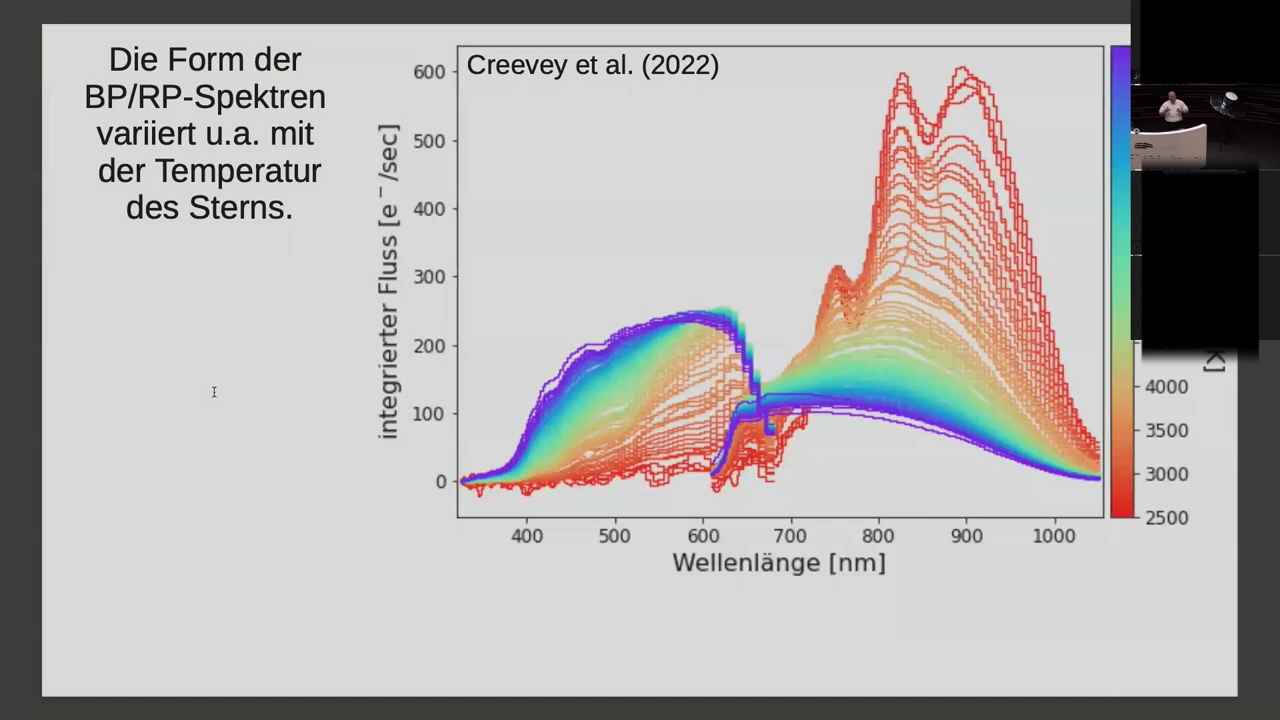 Die Form der
BP/RP-Spektren
variiert u.a. mit
der Temperatur
des Sterns.
Creevey et al. (2022)
integrierter Fluss [e⁻/sec]
600
500
400
300
200
100
0
400
500
600
700
800
900
1000
Wellenlänge [nm]
4000
3500
3000
2500
K]